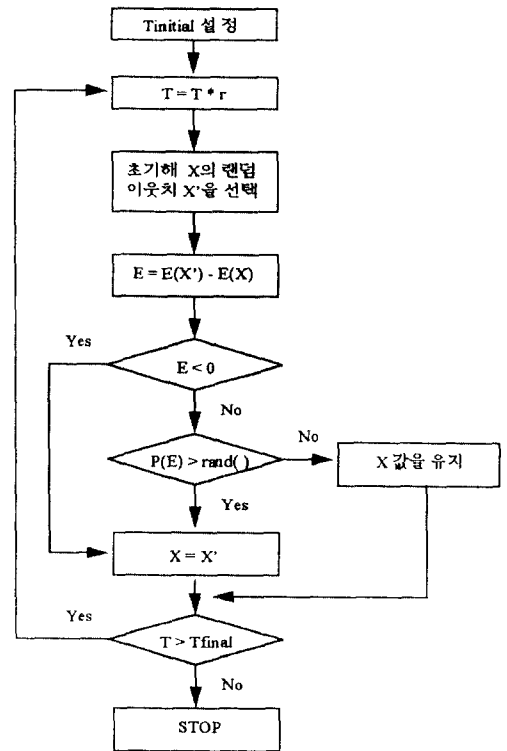 Tinitial 설 정
T = T * r
초기해 X의 랜덤
이웃치 X'을 선택
E = E(X') - E(X)
Yes
E < 0
No
P(E) > rand( )
No
X 값을 유지
Yes
X = X'
Yes
T > Tfinal
No
STOP